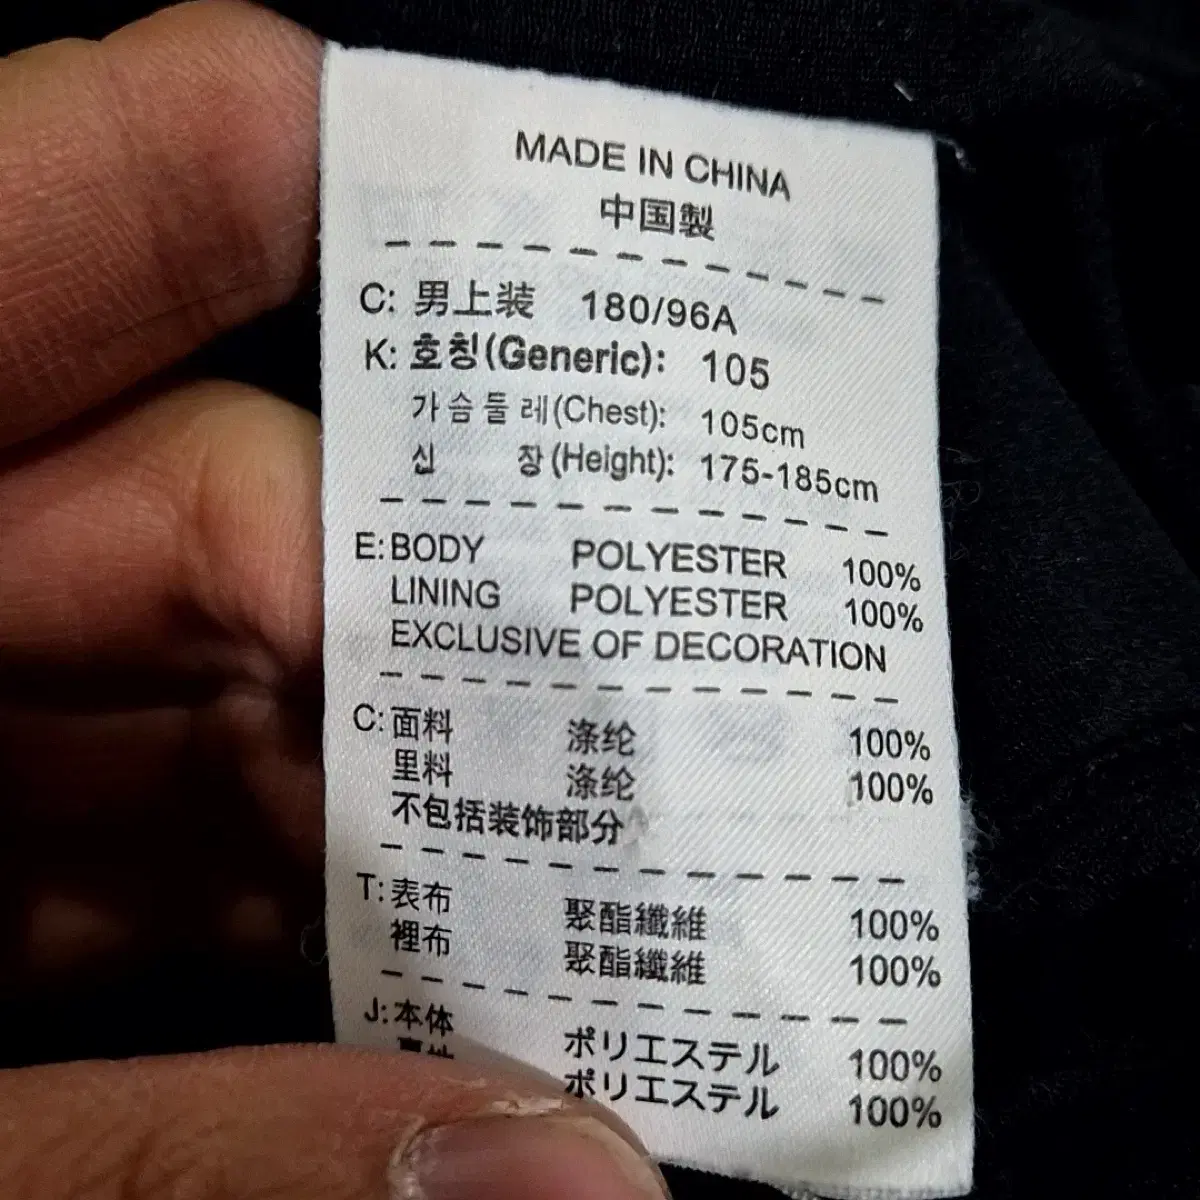 MADE IN CHINA
中国製
C: 男上装 180/96A
K: 호칭(Generic): 105
가슴둘레(Chest): 105cm
신 장(Height): 175-185cm
E: BODY POLYESTER 100%
LINING POLYESTER 100%
EXCLUSIVE OF DECORATION
C: 面料 涤纶 100%
里料 涤纶 100%
不包括装饰部分
T: 表布 聚酯纖維 100%
裡布 聚酯纖維 100%
J: 本体 ポリエステル 100%
ポリエステル 100%